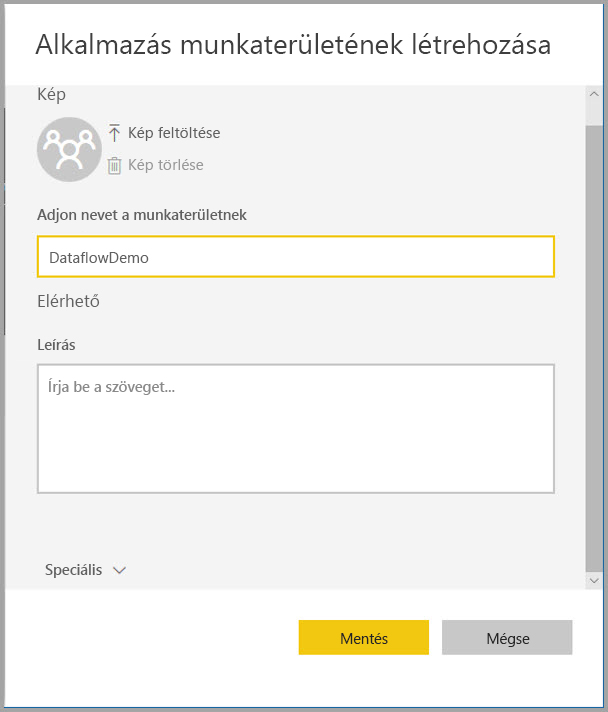 Alkalmazás munkaterületének létrehozása
Kép
Kép feltöltése
Kép törlése
Adjon nevet a munkaterületnek
DataflowDemo
Elérhető
Leírás
Írja be a szöveget...
Speciális
Mentés
Mégse